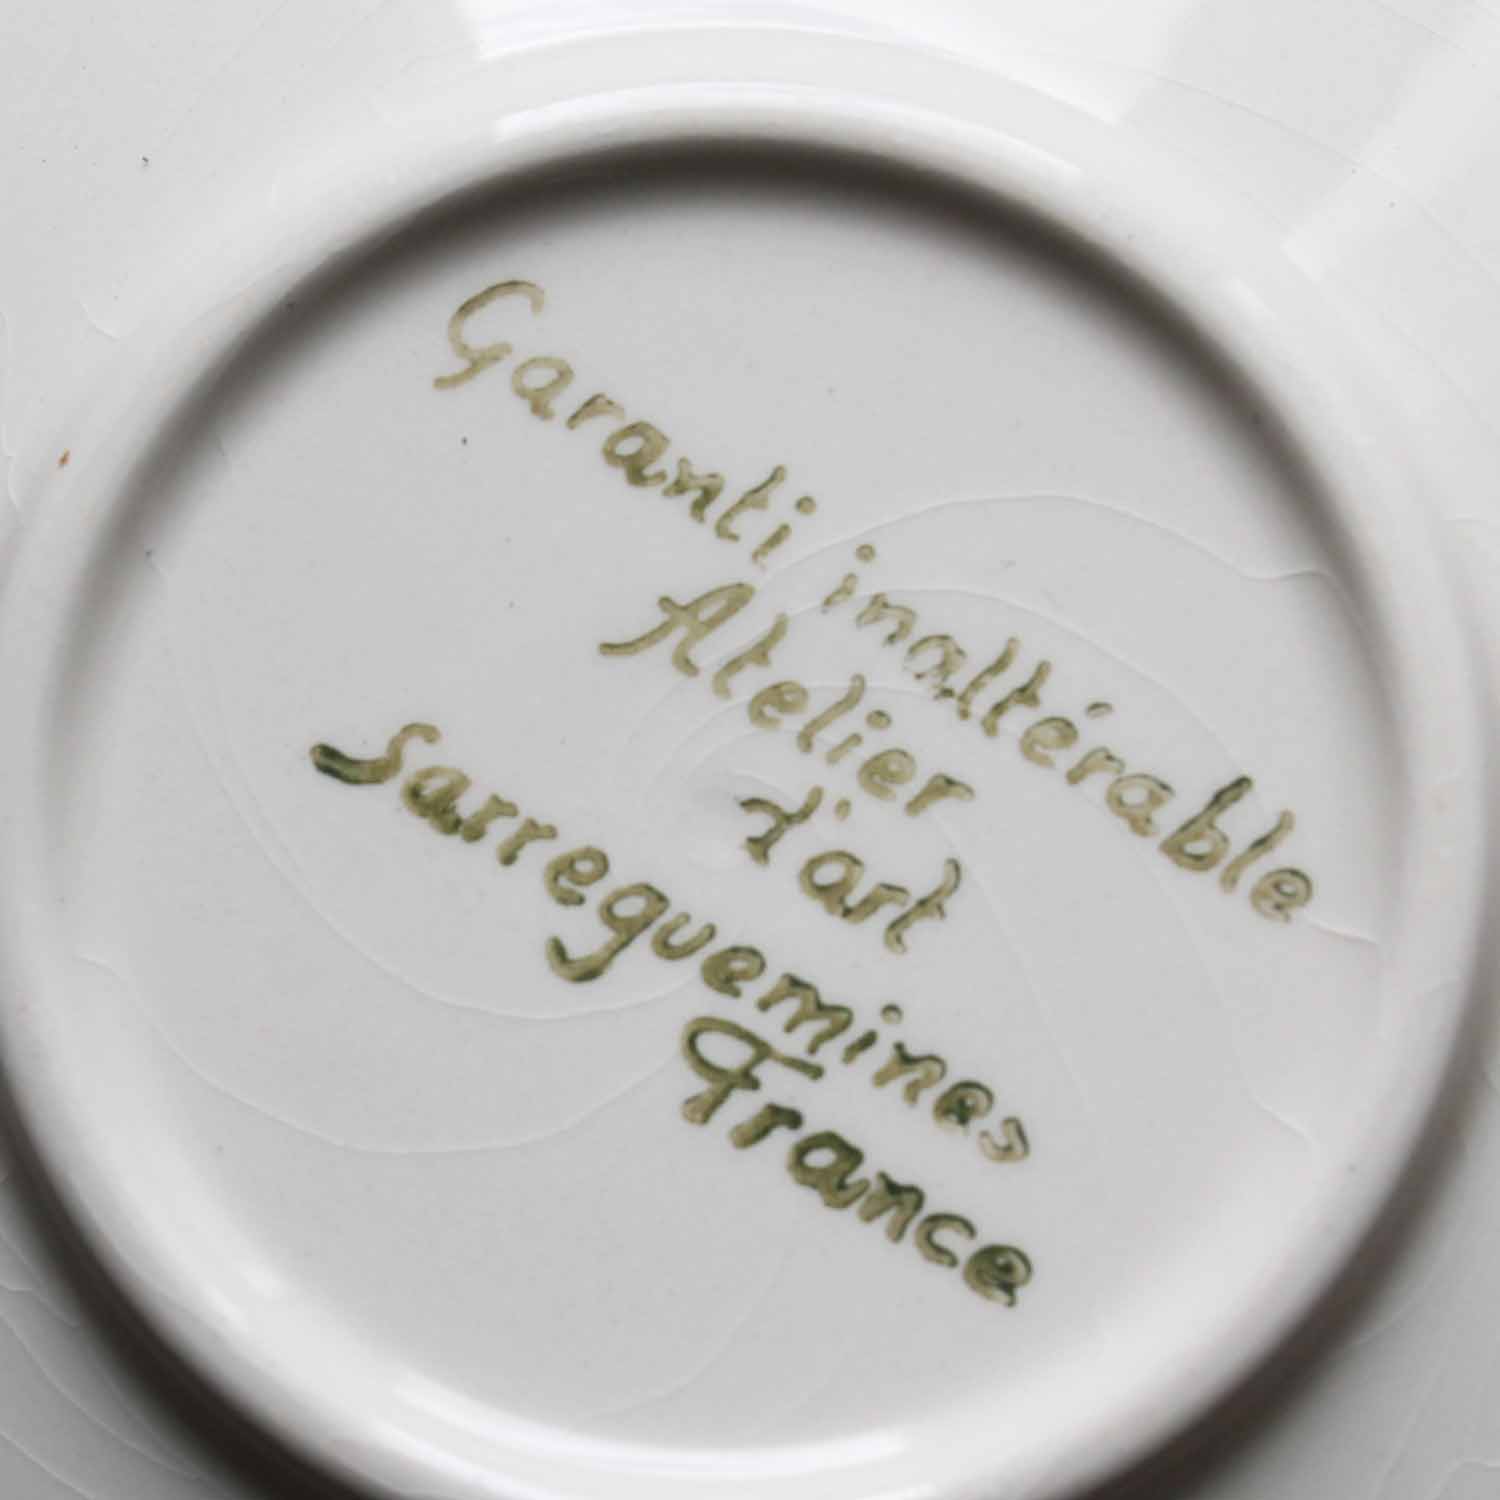 Garanti inaltérable
Atelier
d'art
Sarreguemines
France